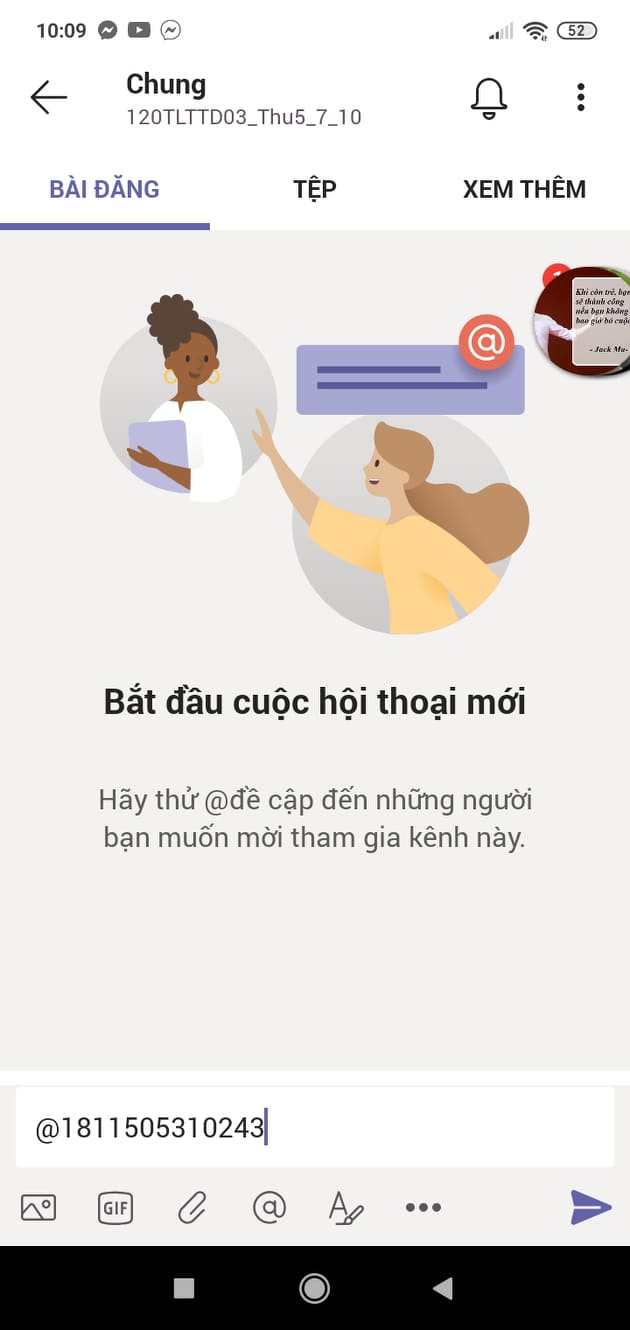 10:09
52
Chung
120TLTTD03_Thu5_7_10
BÀI ĐĂNG
TỆP
XEM THÊM
@
Khi còn trẻ, bạn
sẽ thành công
nếu bạn không
bao giờ bỏ cuộc
- Jack Ma-
Bắt đầu cuộc hội thoại mới
Hãy thử @đề cập đến những người
bạn muốn mời tham gia kênh này.
@1811505310243
GIF
@
A